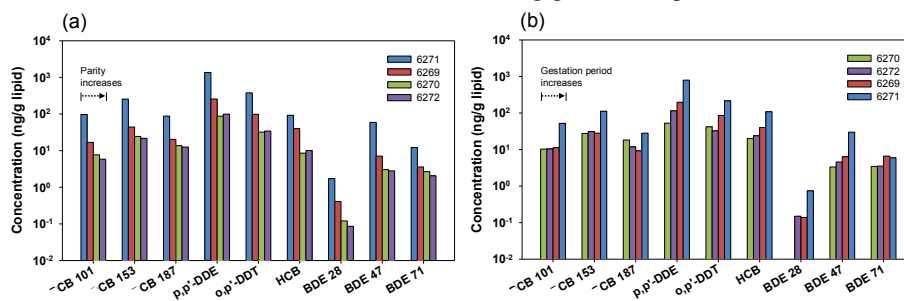 (a)
10⁴
10³
10²
10¹
10⁰
10⁻¹
10⁻²
Concentration (ng/g lipid)
Parity
increases
6271
6269
6270
6272
CB 101
CB 153
CB 187
p,p'-DDE
o,p'-DDT
HCB
BDE 28
BDE 47
BDE 71
(b)
10⁴
10³
10²
10¹
10⁰
10⁻¹
10⁻²
Concentration (ng/g lipid)
Gestation period
increases
6270
6272
6269
6271
CB 101
CB 153
CB 187
p,p'-DDE
o,p'-DDT
HCB
BDE 28
BDE 47
BDE 71